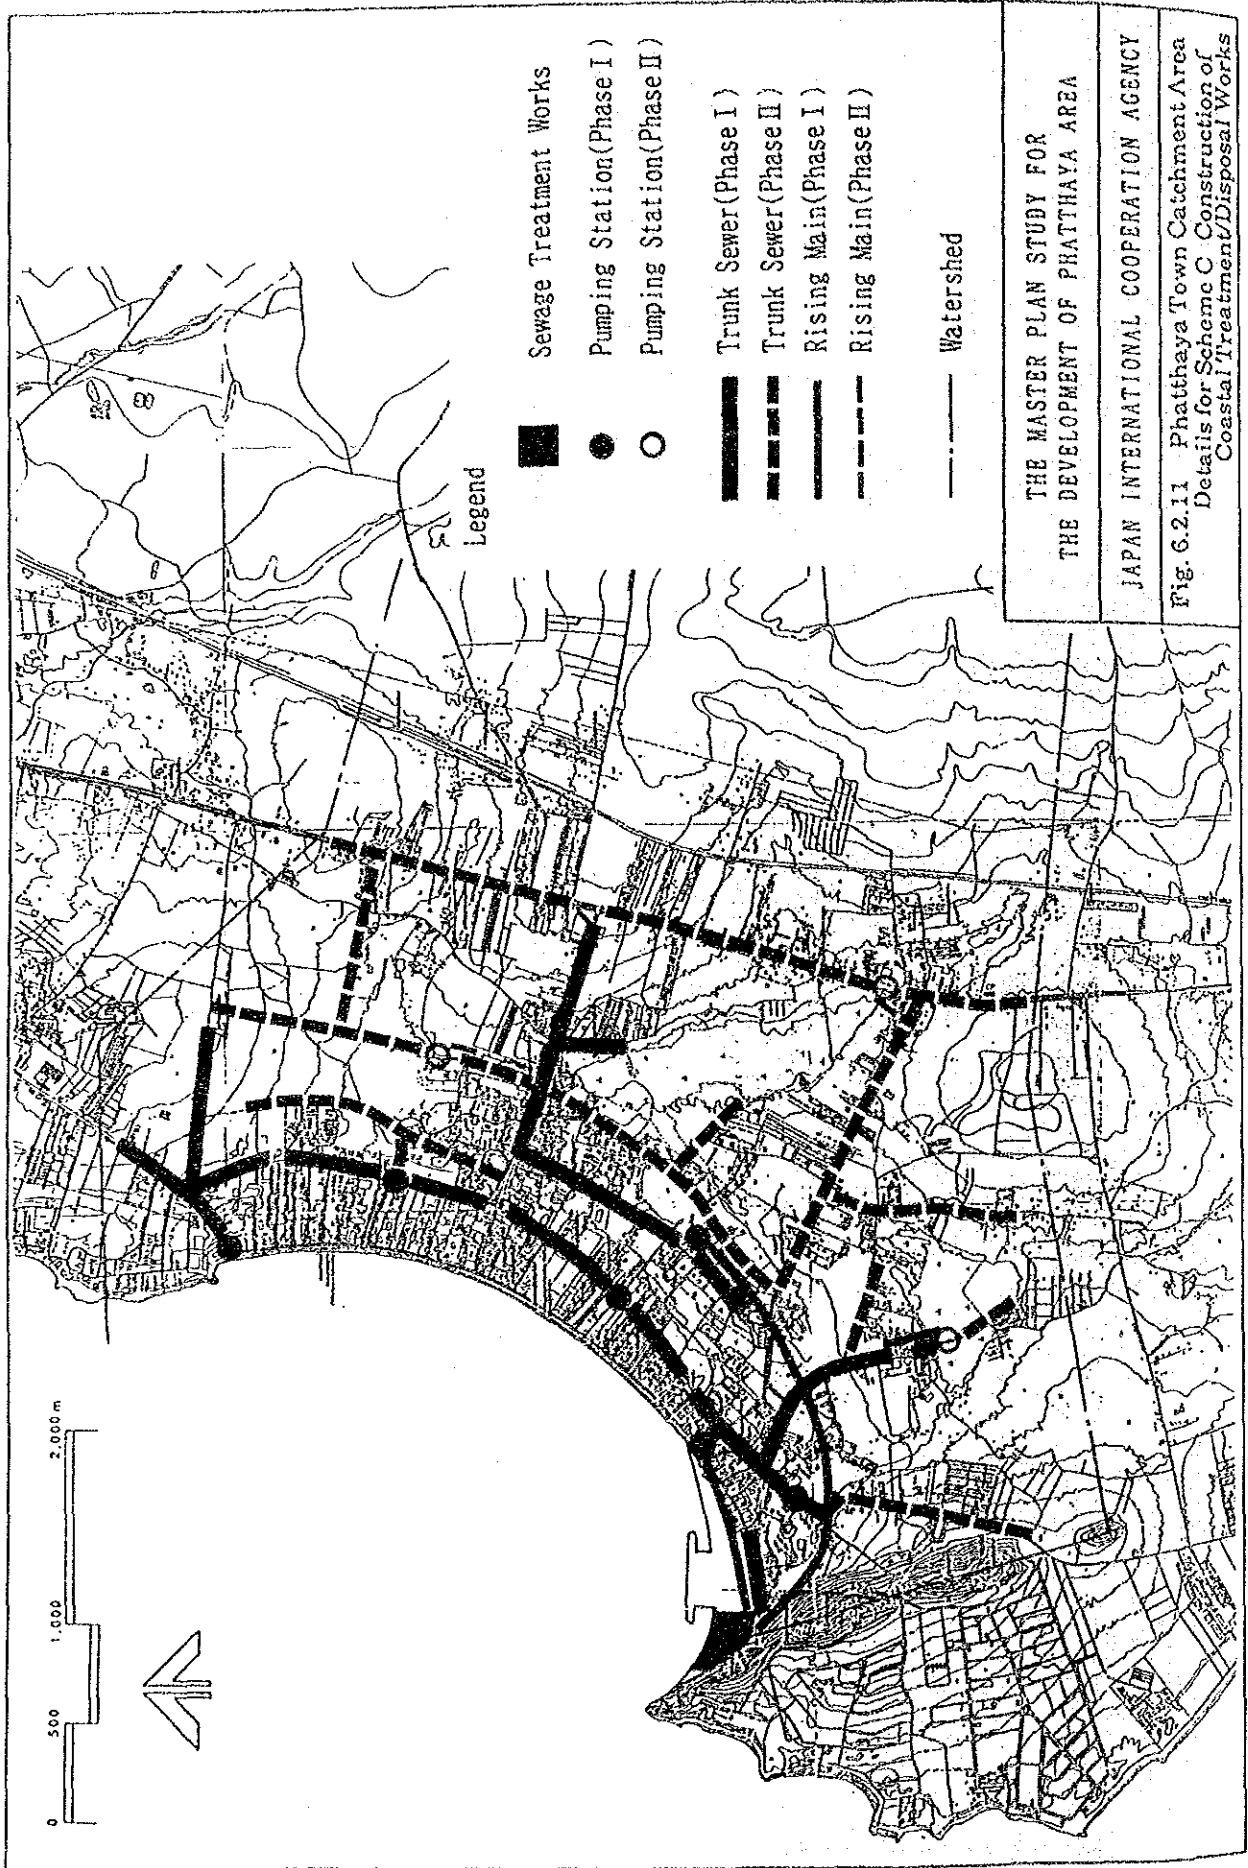 0 500 1,000 2,000 m
Legend
Sewage Treatment Works
Pumping Station(Phase I)
Pumping Station(Phase II)
Trunk Sewer(Phase I)
Trunk Sewer(Phase II)
Rising Main(Phase I)
Rising Main(Phase II)
Watershed
THE MASTER PLAN STUDY FOR
THE DEVELOPMENT OF PHATTHAYA AREA
JAPAN INTERNATIONAL COOPERATION AGENCY
Fig. 6.2.11 Phatthaya Town Catchment Area
Details for Scheme C Construction of
Coastal Treatment/Disposal Works